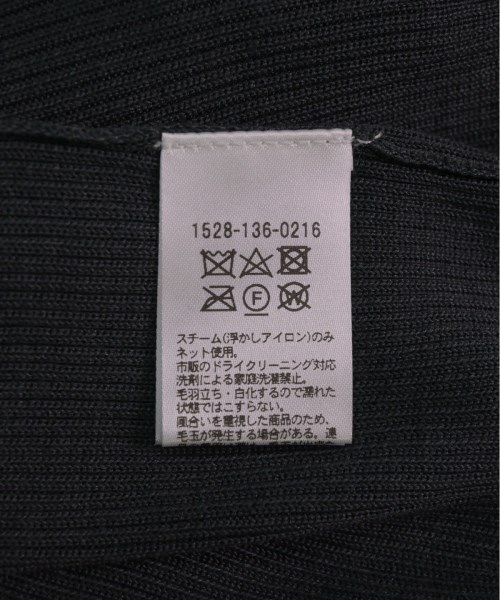 1528-136-0216
F
W
スチーム(浮かしアイロン)のみ
ネット使用。
市販のドライクリーニング対応
洗剤による家庭洗濯禁止。
毛羽立ち・白化するので濡れた
状態ではこすらない。
風合いを重視した商品のため、
毛玉が発生する場合がある。連